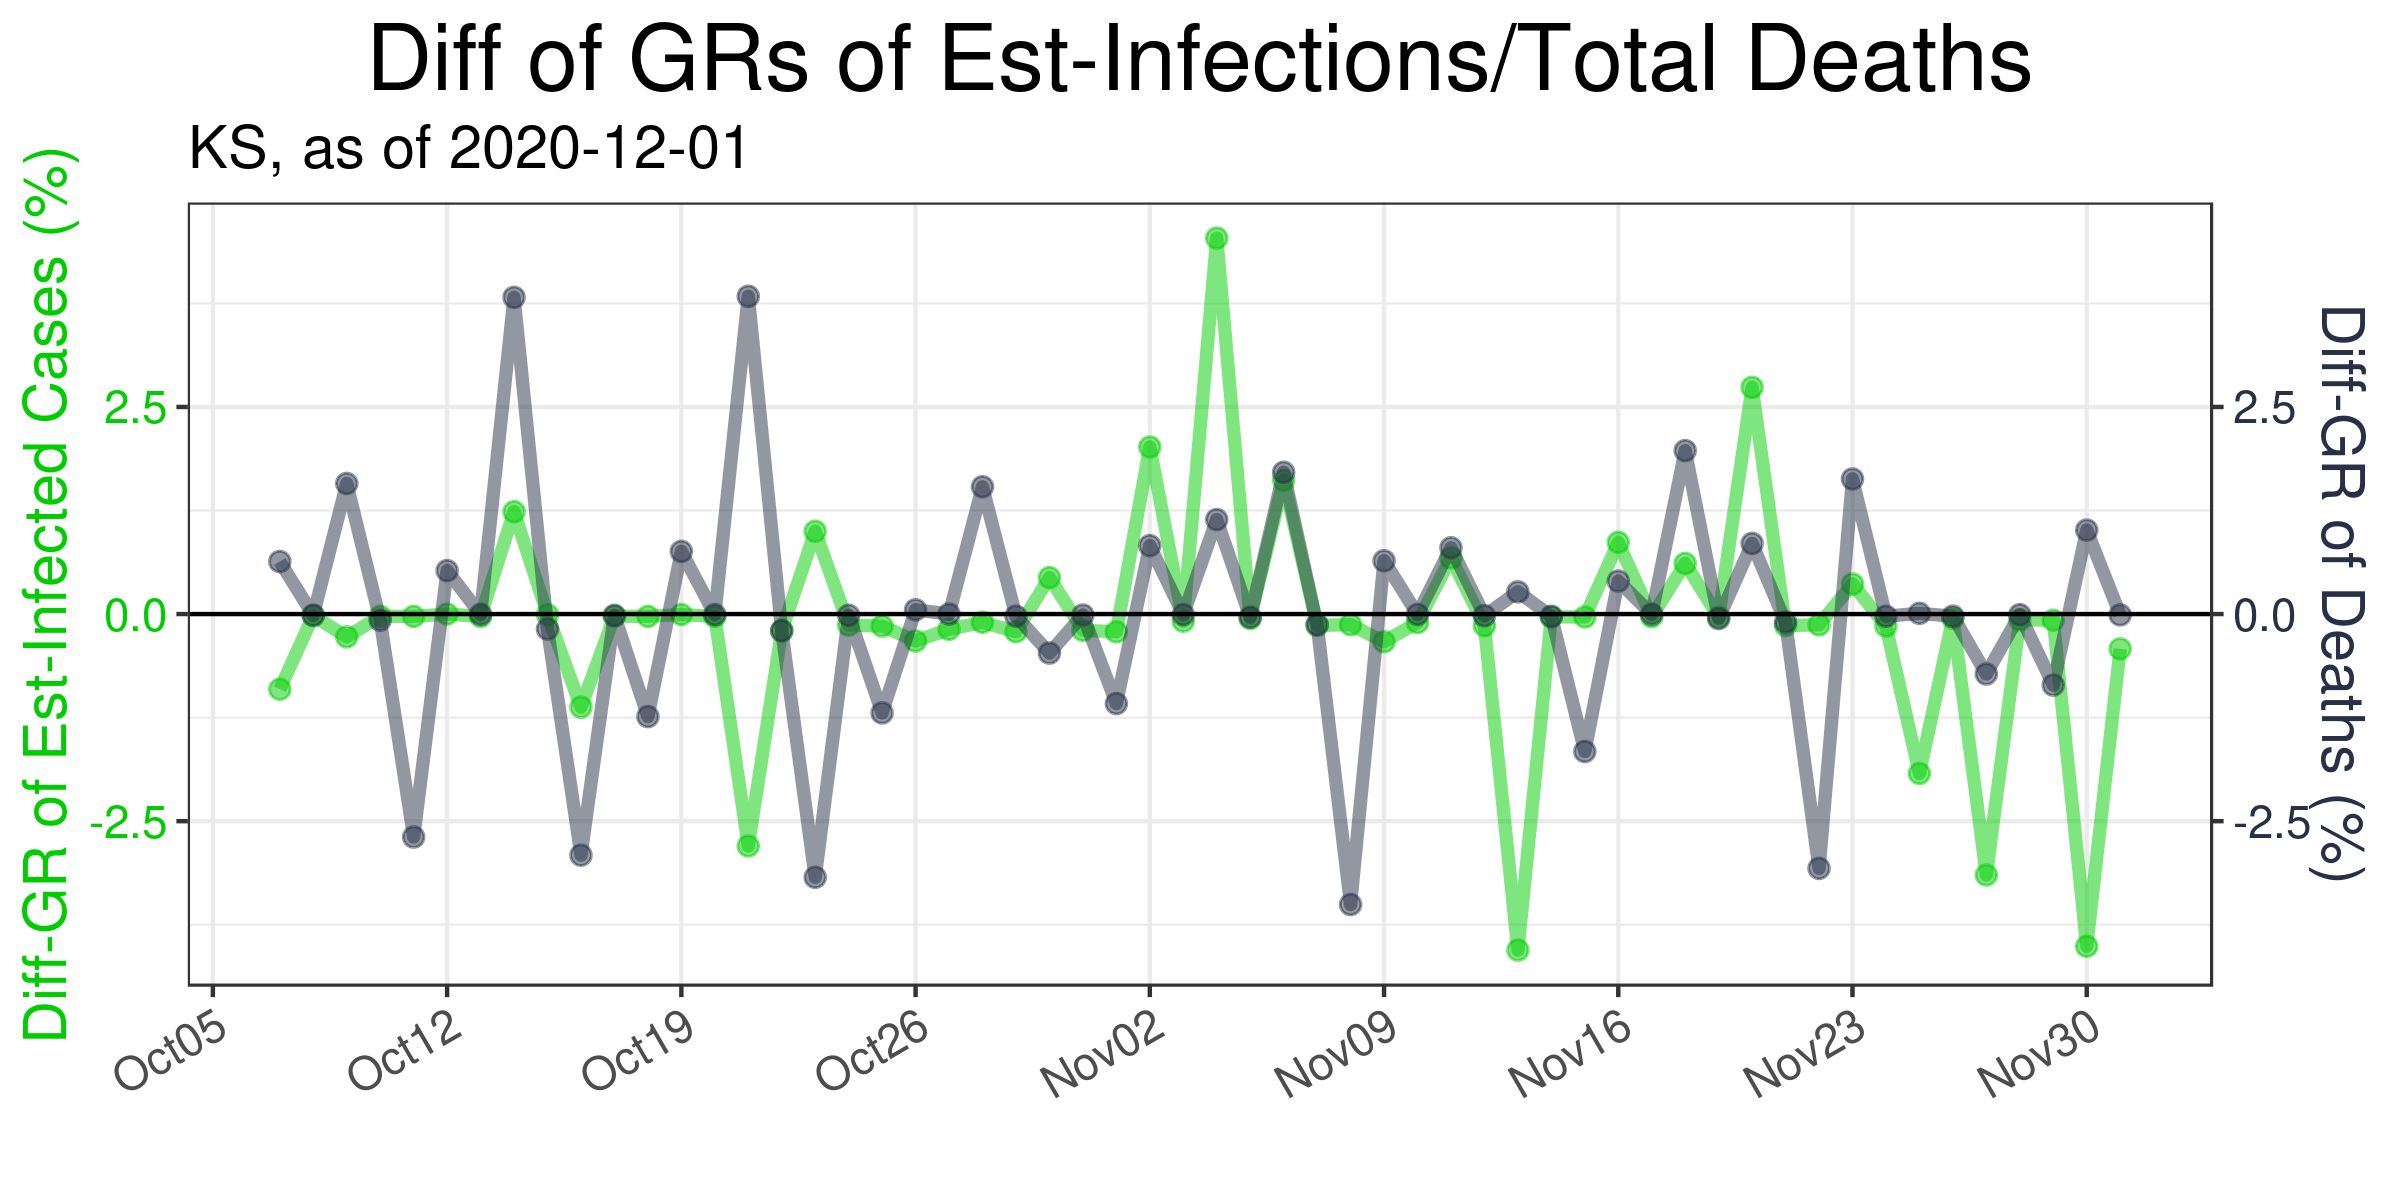 Diff of GRs of Est-Infections/Total Deaths
KS, as of 2020-12-01
Diff-GR of Est-Infected Cases (%)
2.5
0.0
-2.5
2.5
0.0
-2.5
Diff-GR of Deaths (%)
Oct05
Oct12
Oct19
Oct26
Nov02
Nov09
Nov16
Nov23
Nov30